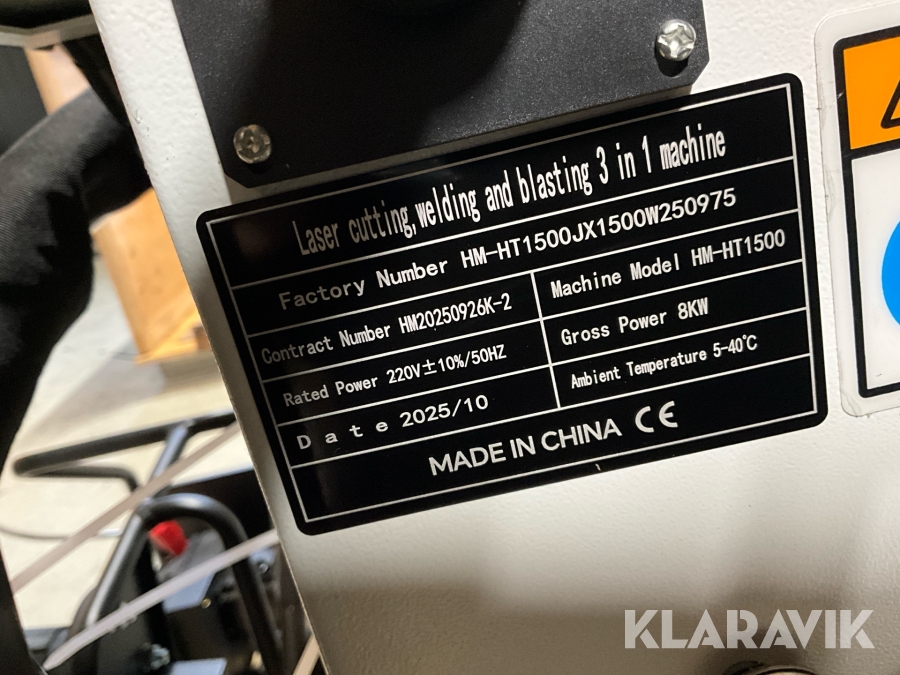 Laser cutting,welding and blasting 3 in 1 machine
Factory Number HM-HT1500JX1500W250975
Contract Number HM20250926K-2
Machine Model HM-HT1500
Rated Power 220V±10%/50HZ
Gross Power 8KW
Date 2025/10
Ambient Temperature 5-40℃
MADE IN CHINA CE
KLARAVIK